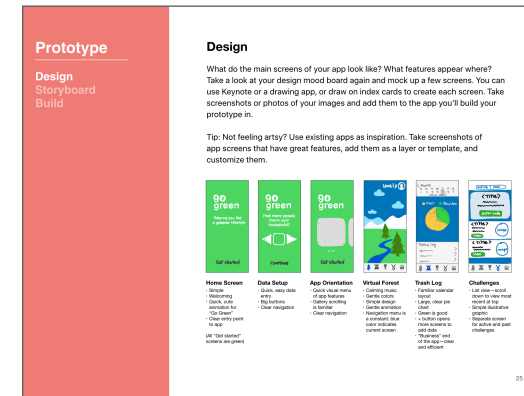 Prototype
Design
Storyboard
Build
Design
What do the main screens of your app look like? What features appear where?
Take a look at your design mood board again and mock up a few screens. You can
use Keynote or a drawing app, or draw on index cards to create each screen. Take
screenshots or photos of your images and add them to the app you'll build your
prototype in.
Tip: Not feeling artsy? Use existing apps as inspiration. Take screenshots of
app screens that have great features, add them as a layer or template, and
customize them.
go
green
Helping you live
a greener lifestyle
Get started
go
green
How many people
in your
household?
Continue
go
green
Get started
Trash log
(TITLE)
(TITLE)
(TITLE)
Home Screen
• Simple
• Welcoming
• Quick, cute
animation for
"Go Green"
• Clear entry point
to app
(All "Get started"
screens are green)
Data Setup
• Quick, easy data
entry
• Big buttons
• Clear navigation
App Orientation
• Quick visual menu
of app features
• Gallery scrolling
is familiar
• Clear navigation
Virtual Forest
• Calming music
• Gentle colors
• Simple design
• Gentle animation
• Navigation menu is
a constant; blue
color indicates
current screen
Trash Log
• Familiar calendar
layout
• Large, clear pie
chart
• Green is good
• + button opens
more screens to
add data
• "Business" end
of the app—clear
and efficient
Challenges
• List view—scroll
down to view most
recent at top
• Simple illustrative
graphic
• Separate screen
for active and past
challenges
25